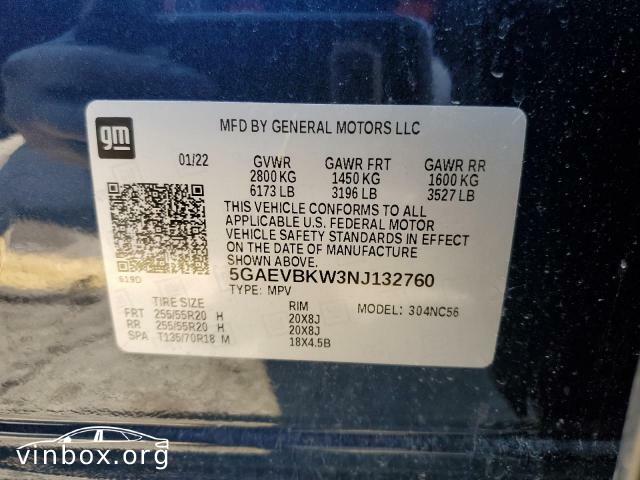 gm
MFD BY GENERAL MOTORS LLC
01/22 GVWR GAWR FRT GAWR RR
2800 KG 1450 KG 1600 KG
6173 LB 3196 LB 3527 LB
THIS VEHICLE CONFORMS TO ALL
APPLICABLE U.S. FEDERAL MOTOR
VEHICLE SAFETY STANDARDS IN EFFECT
ON THE DATE OF MANUFACTURE
SHOWN ABOVE.
619D
5GAEVBKW3NJ132760
TYPE: MPV
TIRE SIZE RIM MODEL: 304NC56
FRT 255/55R20 H 20X8J
RR 255/55R20 H 20X8J
SPA T135/70R18 M 18X4.5B
vinbox.org